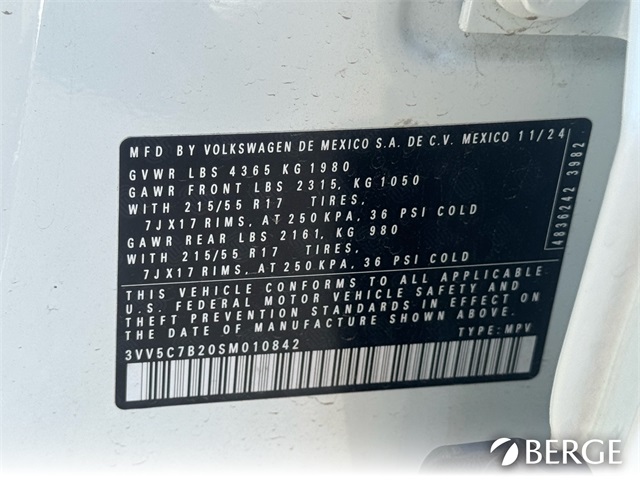 MFD BY VOLKSWAGEN DE MEXICO S.A. DE C.V. MEXICO 11/24
GVWR LBS 4365 KG 1980
GAWR FRONT LBS 2315, KG 1050
WITH 215/55 R17 TIRES,
7JX17 RIMS, AT 250 KPA, 36 PSI COLD
GAWR REAR LBS 2161, KG 980
WITH 215/55 R17 TIRES,
7JX17 RIMS, AT 250 KPA, 36 PSI COLD
THIS VEHICLE CONFORMS TO ALL APPLICABLE
U.S. FEDERAL MOTOR VEHICLE SAFETY AND
THEFT PREVENTION STANDARDS IN EFFECT ON
THE DATE OF MANUFACTURE SHOWN ABOVE.
3VV5C7B20SM010842 TYPE: MPV
4836242 3982
BERGE